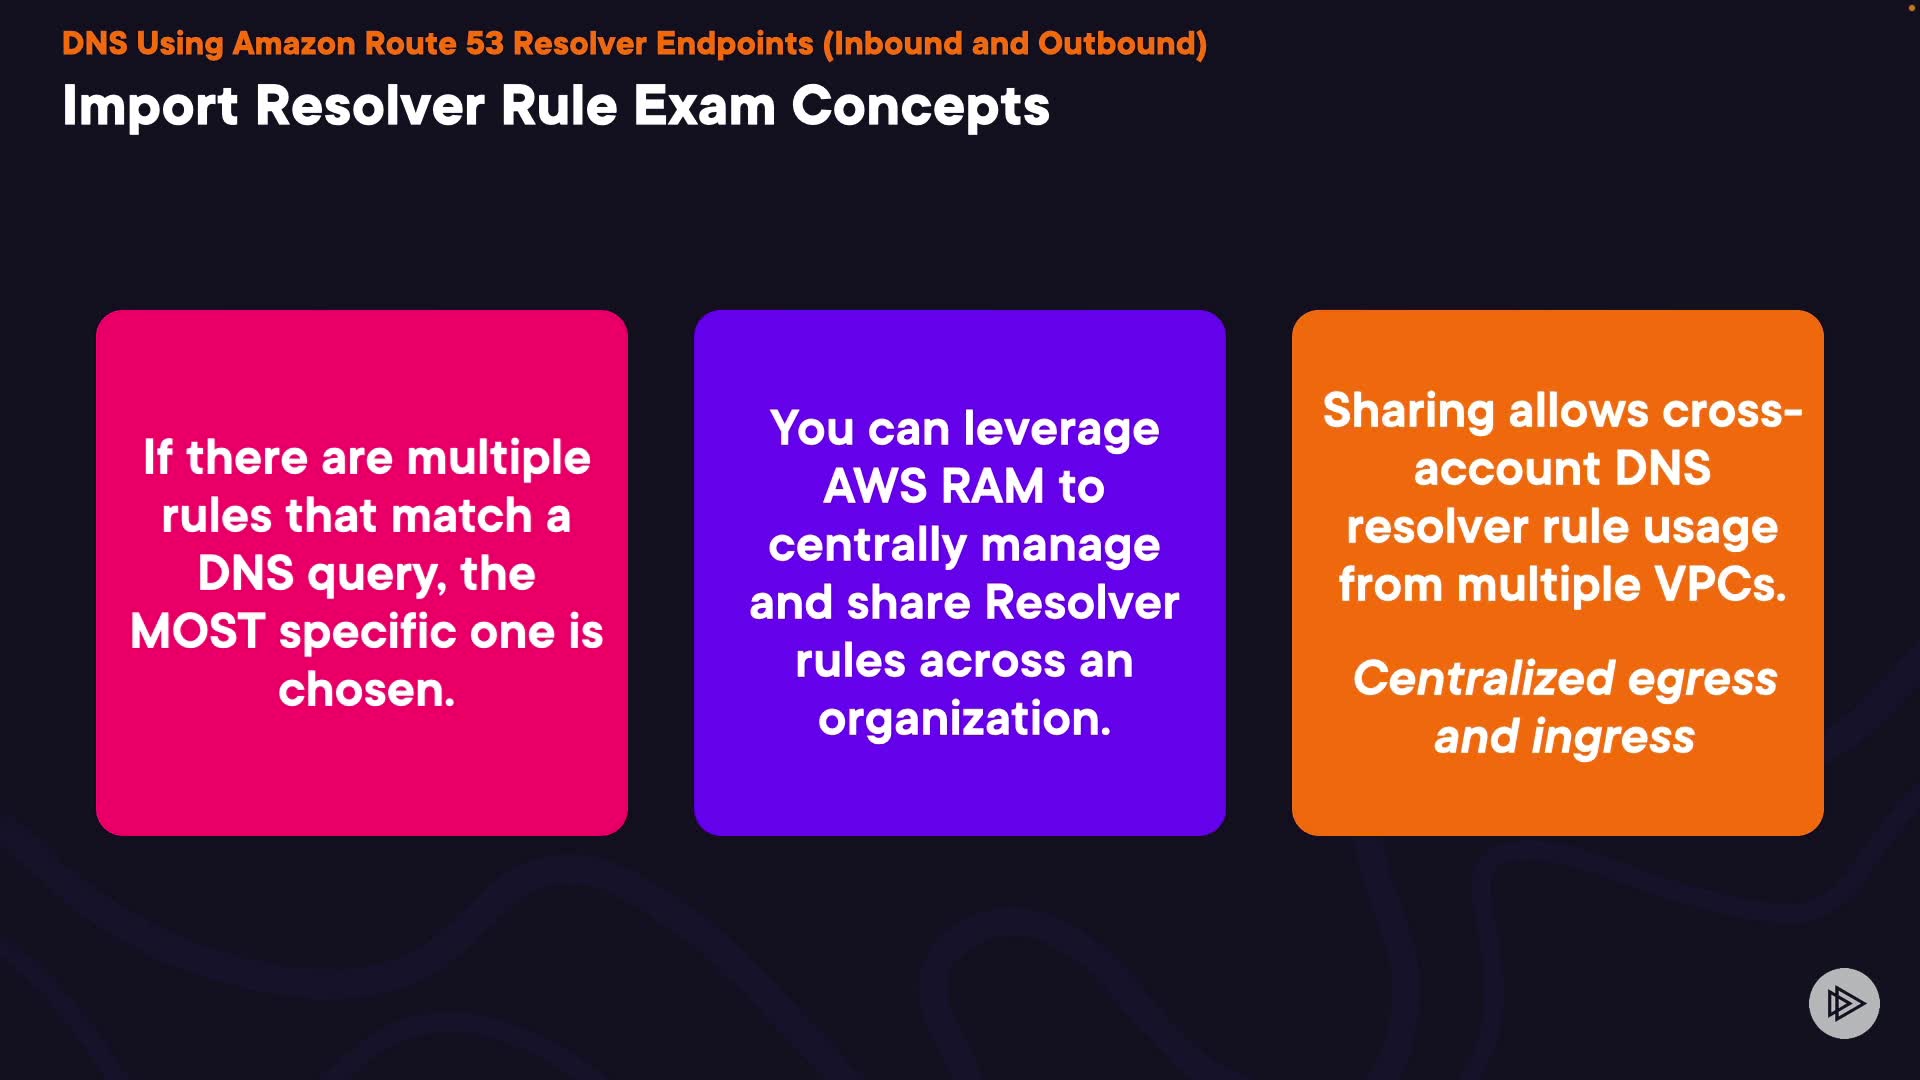 DNS Using Amazon Route 53 Resolver Endpoints (Inbound and Outbound)
Import Resolver Rule Exam Concepts
If there are multiple
rules that match a
DNS query, the
MOST specific one is
chosen.
You can leverage
AWS RAM to
centrally manage
and share Resolver
rules across an
organization.
Sharing allows cross-
account DNS
resolver rule usage
from multiple VPCs.
Centralized egress
and ingress